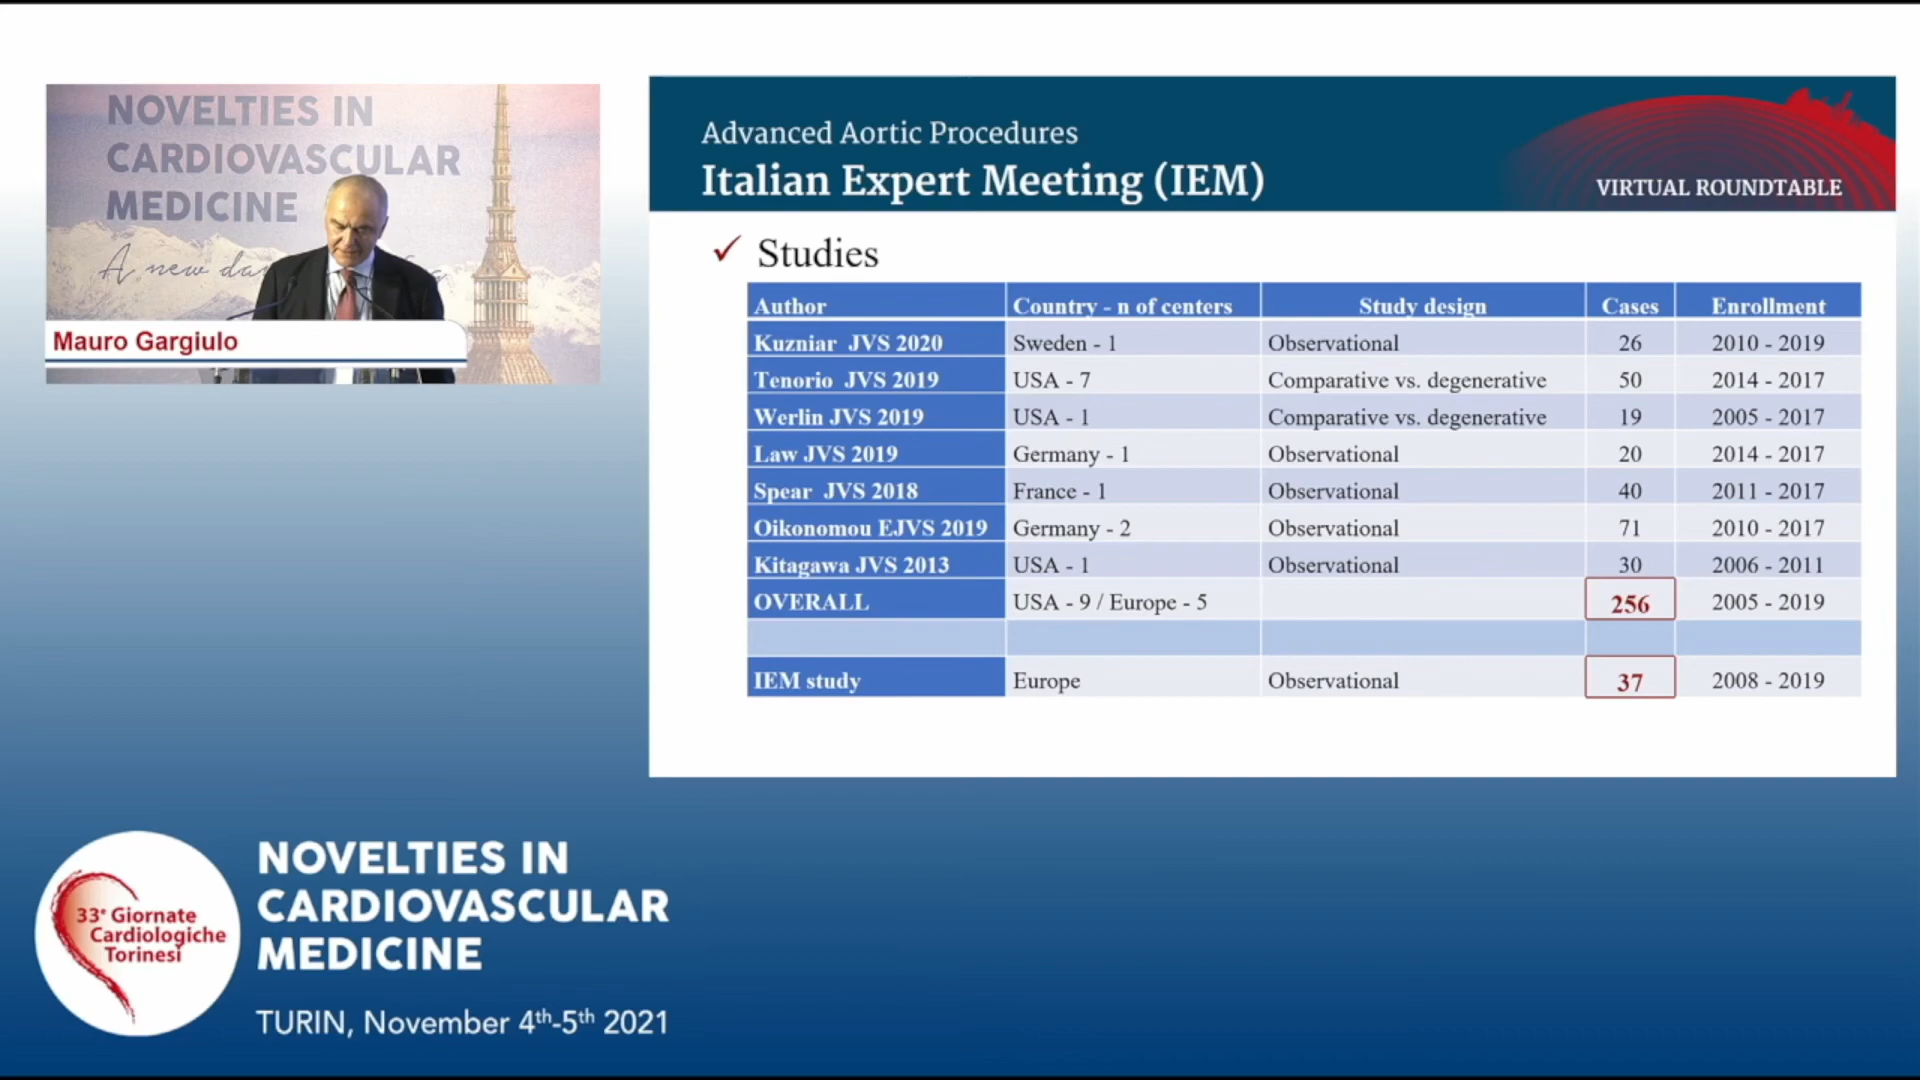 NOVELTIES IN
CARDIOVASCULAR
MEDICINE
A new da
Mauro Gargiulo
Advanced Aortic Procedures
Italian Expert Meeting (IEM)
VIRTUAL ROUNDTABLE
✓ Studies
Author Country - n of centers Study design Cases Enrollment
Kuzniar JVS 2020 Sweden - 1 Observational 26 2010 - 2019
Tenorio JVS 2019 USA - 7 Comparative vs. degenerative 50 2014 - 2017
Werlin JVS 2019 USA - 1 Comparative vs. degenerative 19 2005 - 2017
Law JVS 2019 Germany - 1 Observational 20 2014 - 2017
Spear JVS 2018 France - 1 Observational 40 2011 - 2017
Oikonomou EJVS 2019 Germany - 2 Observational 71 2010 - 2017
Kitagawa JVS 2013 USA - 1 Observational 30 2006 - 2011
OVERALL USA - 9 / Europe - 5 256 2005 - 2019
IEM study Europe Observational 37 2008 - 2019
33e Giornate
Cardiologiche
Torinesi
NOVELTIES IN
CARDIOVASCULAR
MEDICINE
TURIN, November 4th-5th 2021